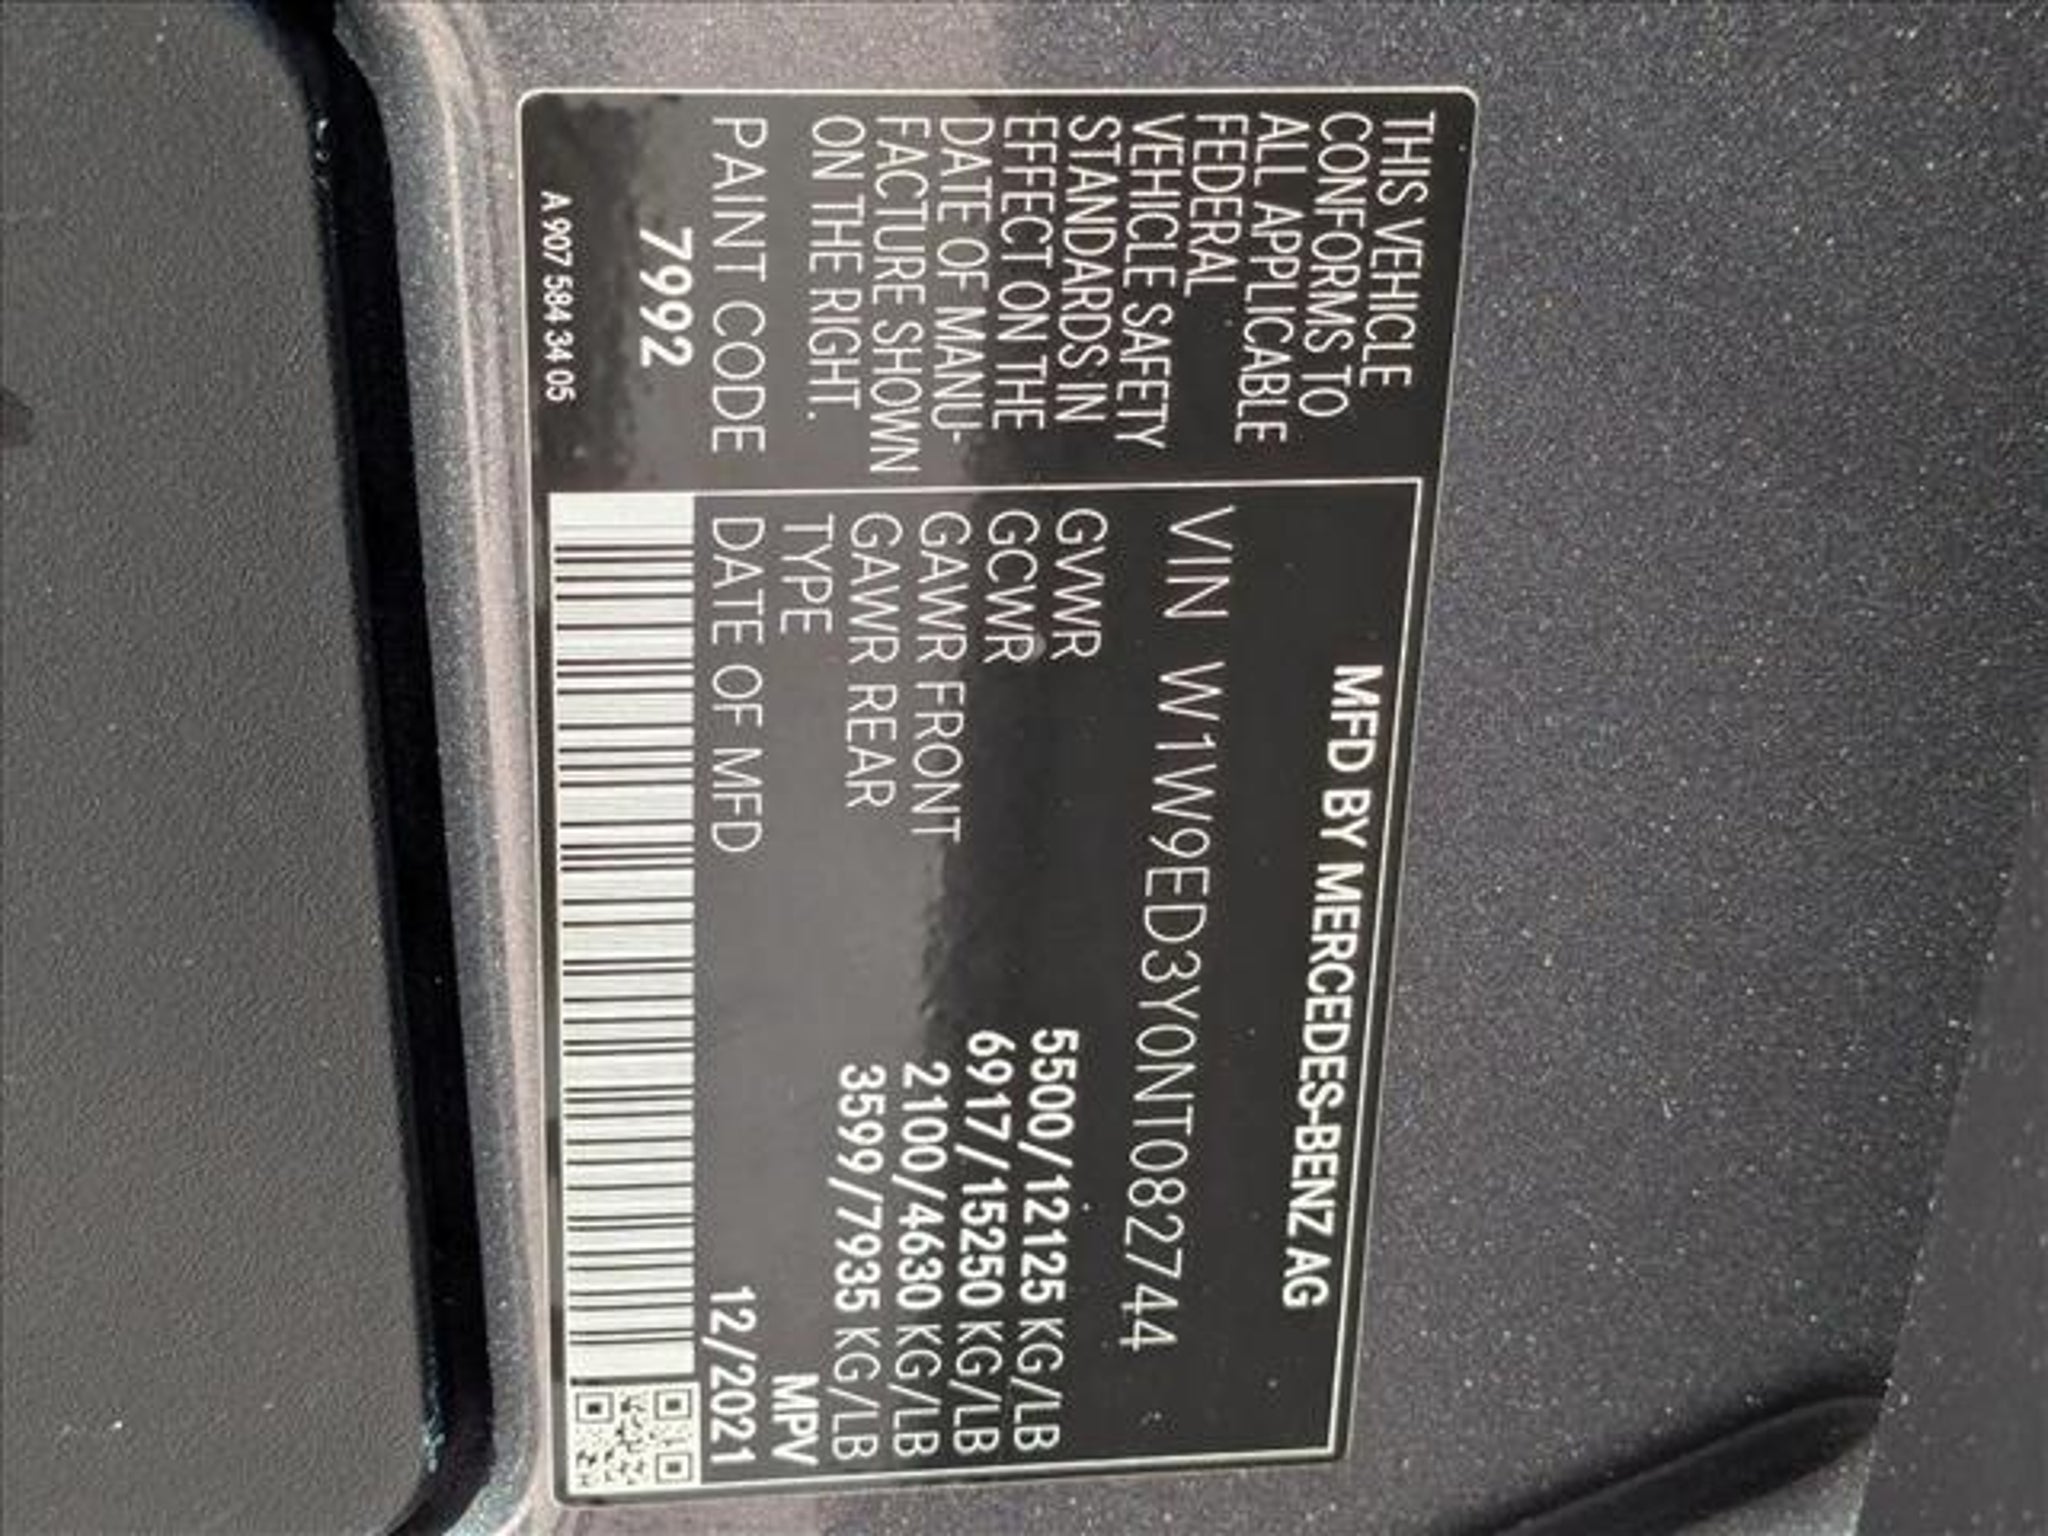 THIS VEHICLE
CONFORMS TO
ALL APPLICABLE
FEDERAL
VEHICLE SAFETY
STANDARDS IN
EFFECT ON THE
DATE OF MANU-
FACTURE SHOWN
ON THE RIGHT.
PAINT CODE
7992
A 907 584 34 05
MFD BY MERCEDES-BENZ AG
VIN W1W9ED3Y0NT082744
GVWR 5500/12125 KG/LB
GCWR 6917/15250 KG/LB
GAWR FRONT 2100/4630 KG/LB
GAWR REAR 3599/7935 KG/LB
TYPE MPV
DATE OF MFD 12/2021